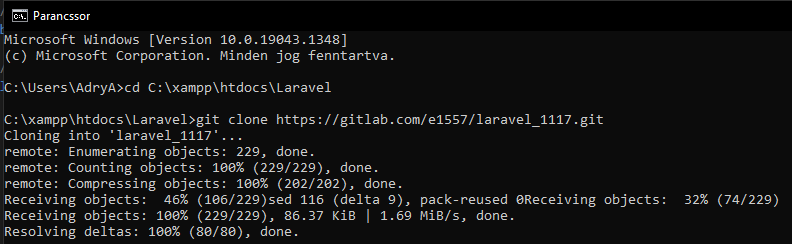 Parancssor
Microsoft Windows [Version 10.0.19043.1348]
(c) Microsoft Corporation. Minden jog fenntartva.
C:\Users\AdryA>cd C:\xampp\htdocs\Laravel
C:\xampp\htdocs\Laravel>git clone https://gitlab.com/e1557/laravel_1117.git
Cloning into 'laravel_1117'...
remote: Enumerating objects: 229, done.
remote: Counting objects: 100% (229/229), done.
remote: Compressing objects: 100% (202/202), done.
Receiving objects:  46% (106/229)sed 116 (delta 9), pack-reused 0Receiving objects:  32% (74/229)
Receiving objects: 100% (229/229), 86.37 KiB | 1.69 MiB/s, done.
Resolving deltas: 100% (80/80), done.